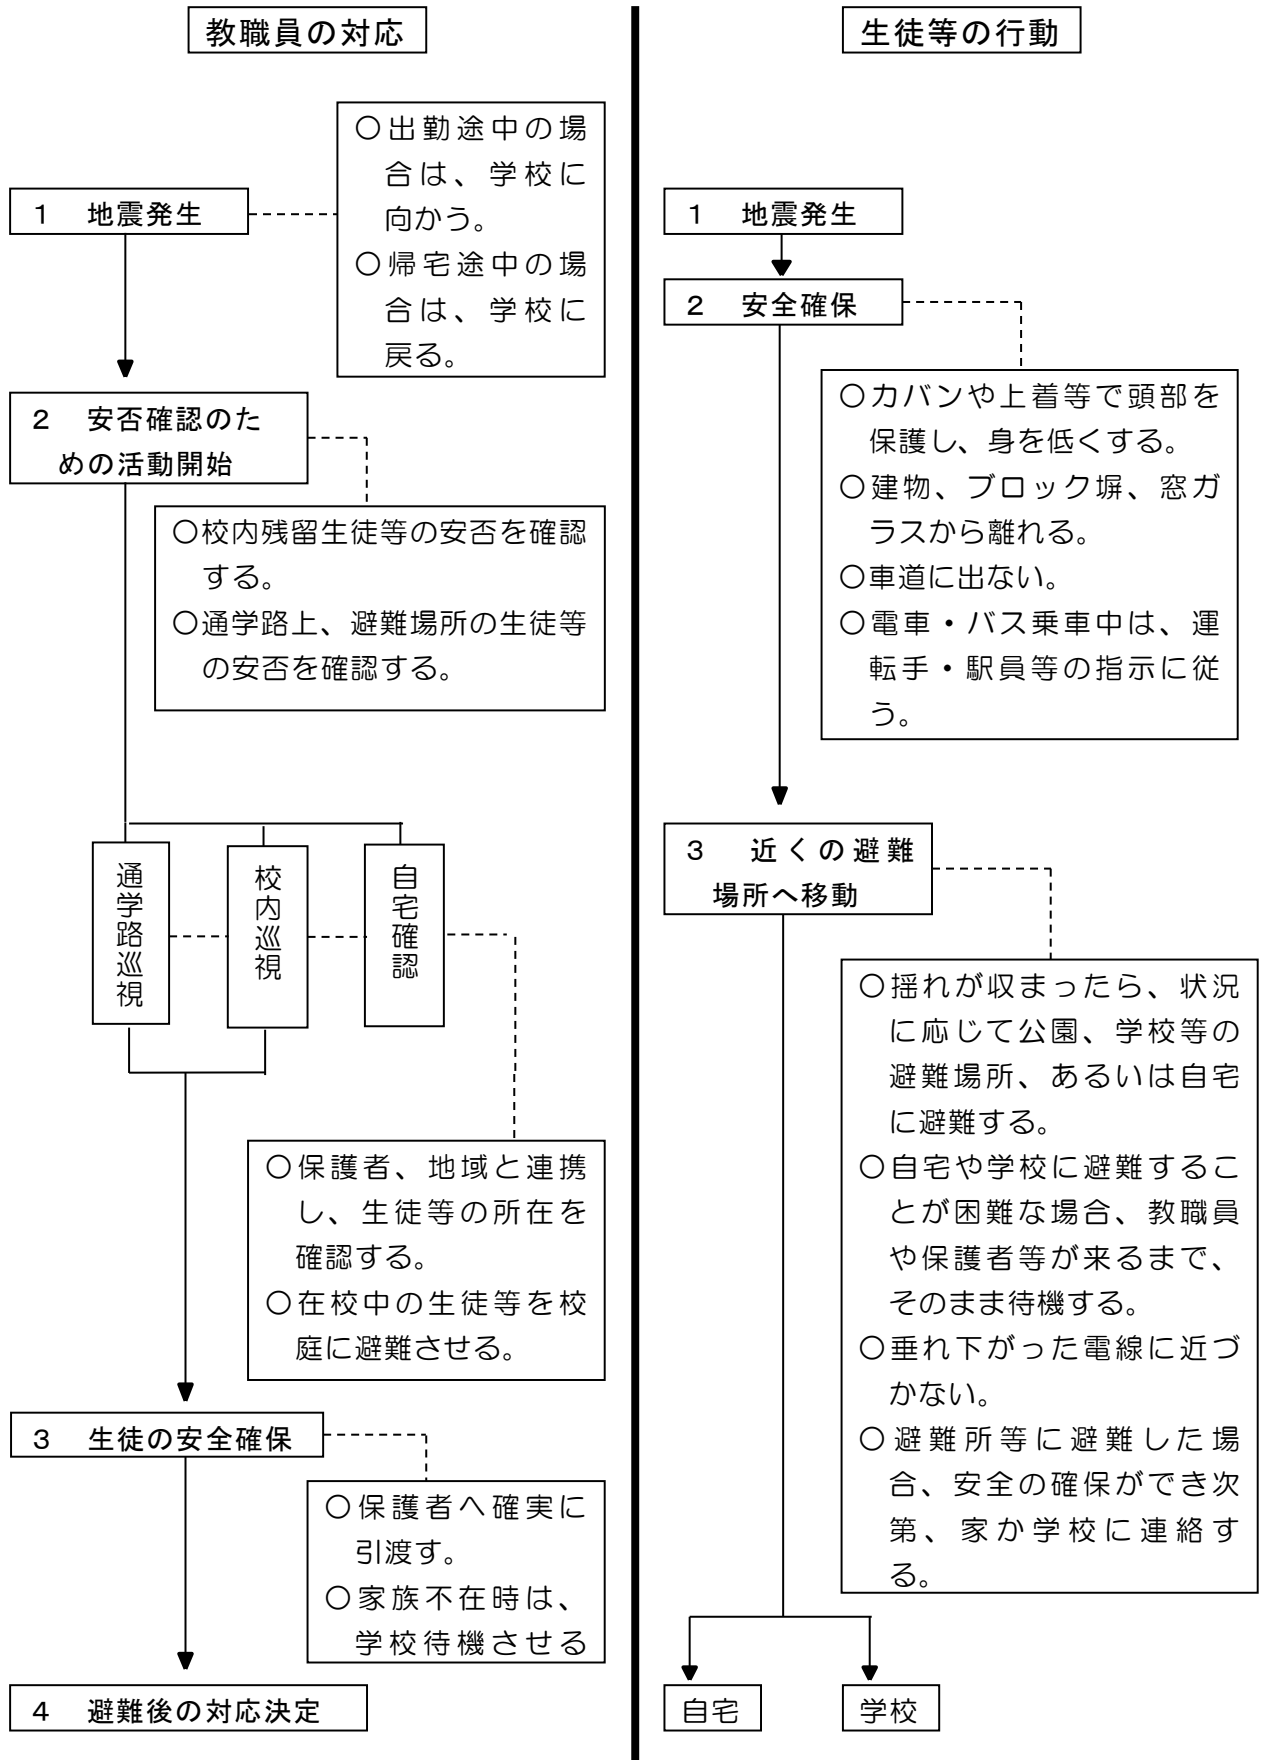 教職員の対応
1 地震発生
○出勤途中の場
合は、学校に
向かう。
○帰宅途中の場
合は、学校に
戻る。
2 安否確認のた
めの活動開始
○校内残留生徒等の安否を確認
する。
○通学路上、避難場所の生徒等
の安否を確認する。
通学路巡視
校内巡視
自宅確認
○保護者、地域と連携
し、生徒等の所在を
確認する。
○在校中の生徒等を校
庭に避難させる。
3 生徒の安全確保
○保護者へ確実に
引渡す。
○家族不在時は、
学校待機させる
4 避難後の対応決定
生徒等の行動
1 地震発生
2 安全確保
○カバンや上着等で頭部を
保護し、身を低くする。
○建物、ブロック塀、窓ガ
ラスから離れる。
○車道に出ない。
○電車・バス乗車中は、運
転手・駅員等の指示に従
う。
3 近くの避難
場所へ移動
○揺れが収まったら、状況
に応じて公園、学校等の
避難場所、あるいは自宅
に避難する。
○自宅や学校に避難するこ
とが困難な場合、教職員
や保護者等が来るまで、
そのまま待機する。
○垂れ下がった電線に近づ
かない。
○避難所等に避難した場
合、安全の確保ができ次
第、家か学校に連絡す
る。
自宅
学校